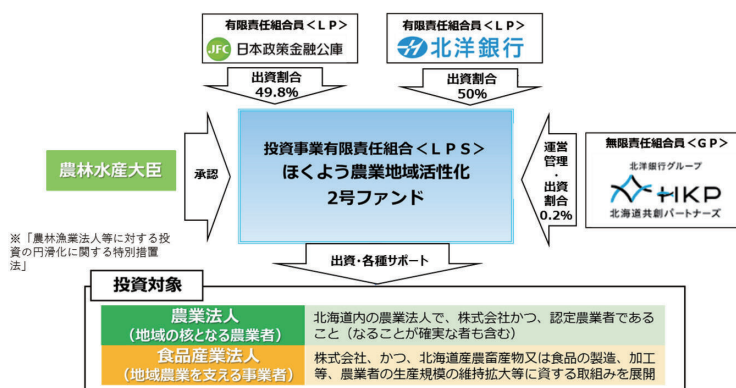 有限責任組合員<LP>
JFC 日本政策金融公庫
有限責任組合員<LP>
北洋銀行
出資割合
49.8%
出資割合
50%
農林水産大臣
承認
投資事業有限責任組合<LPS>
ほくよう農業地域活性化
2号ファンド
運営
管理
・
出資
割合
0.2%
無限責任組合員<GP>
北洋銀行グループ
HKP
北海道共創パートナーズ
※「農林漁業法人等に対する投
資の円滑化に関する特別措置
法」
出資・各種サポート
投資対象
農業法人
(地域の核となる農業者)
北海道内の農業法人で、株式会社かつ、認定農業者であ
ること(なることが確実な者も含む)
食品産業法人
(地域農業を支える事業者)
株式会社、かつ、北海道産農畜産物又は食品の製造、加工
等、農業者の生産規模の維持拡大等に資する取組みを展開